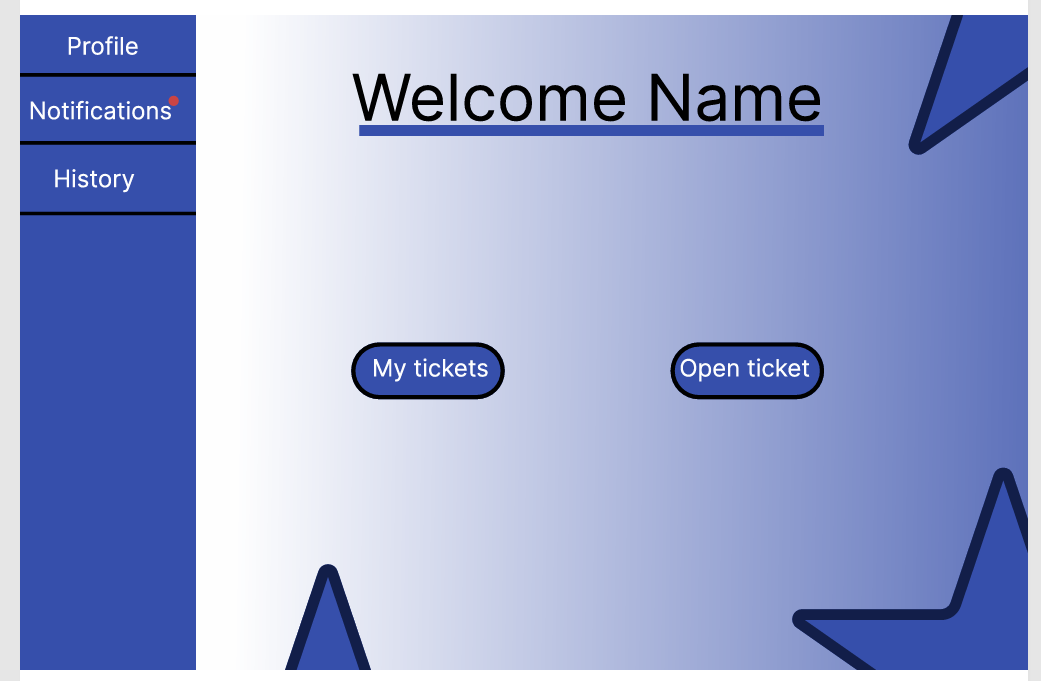 Profile
Notifications
History
Welcome Name
My tickets
Open ticket